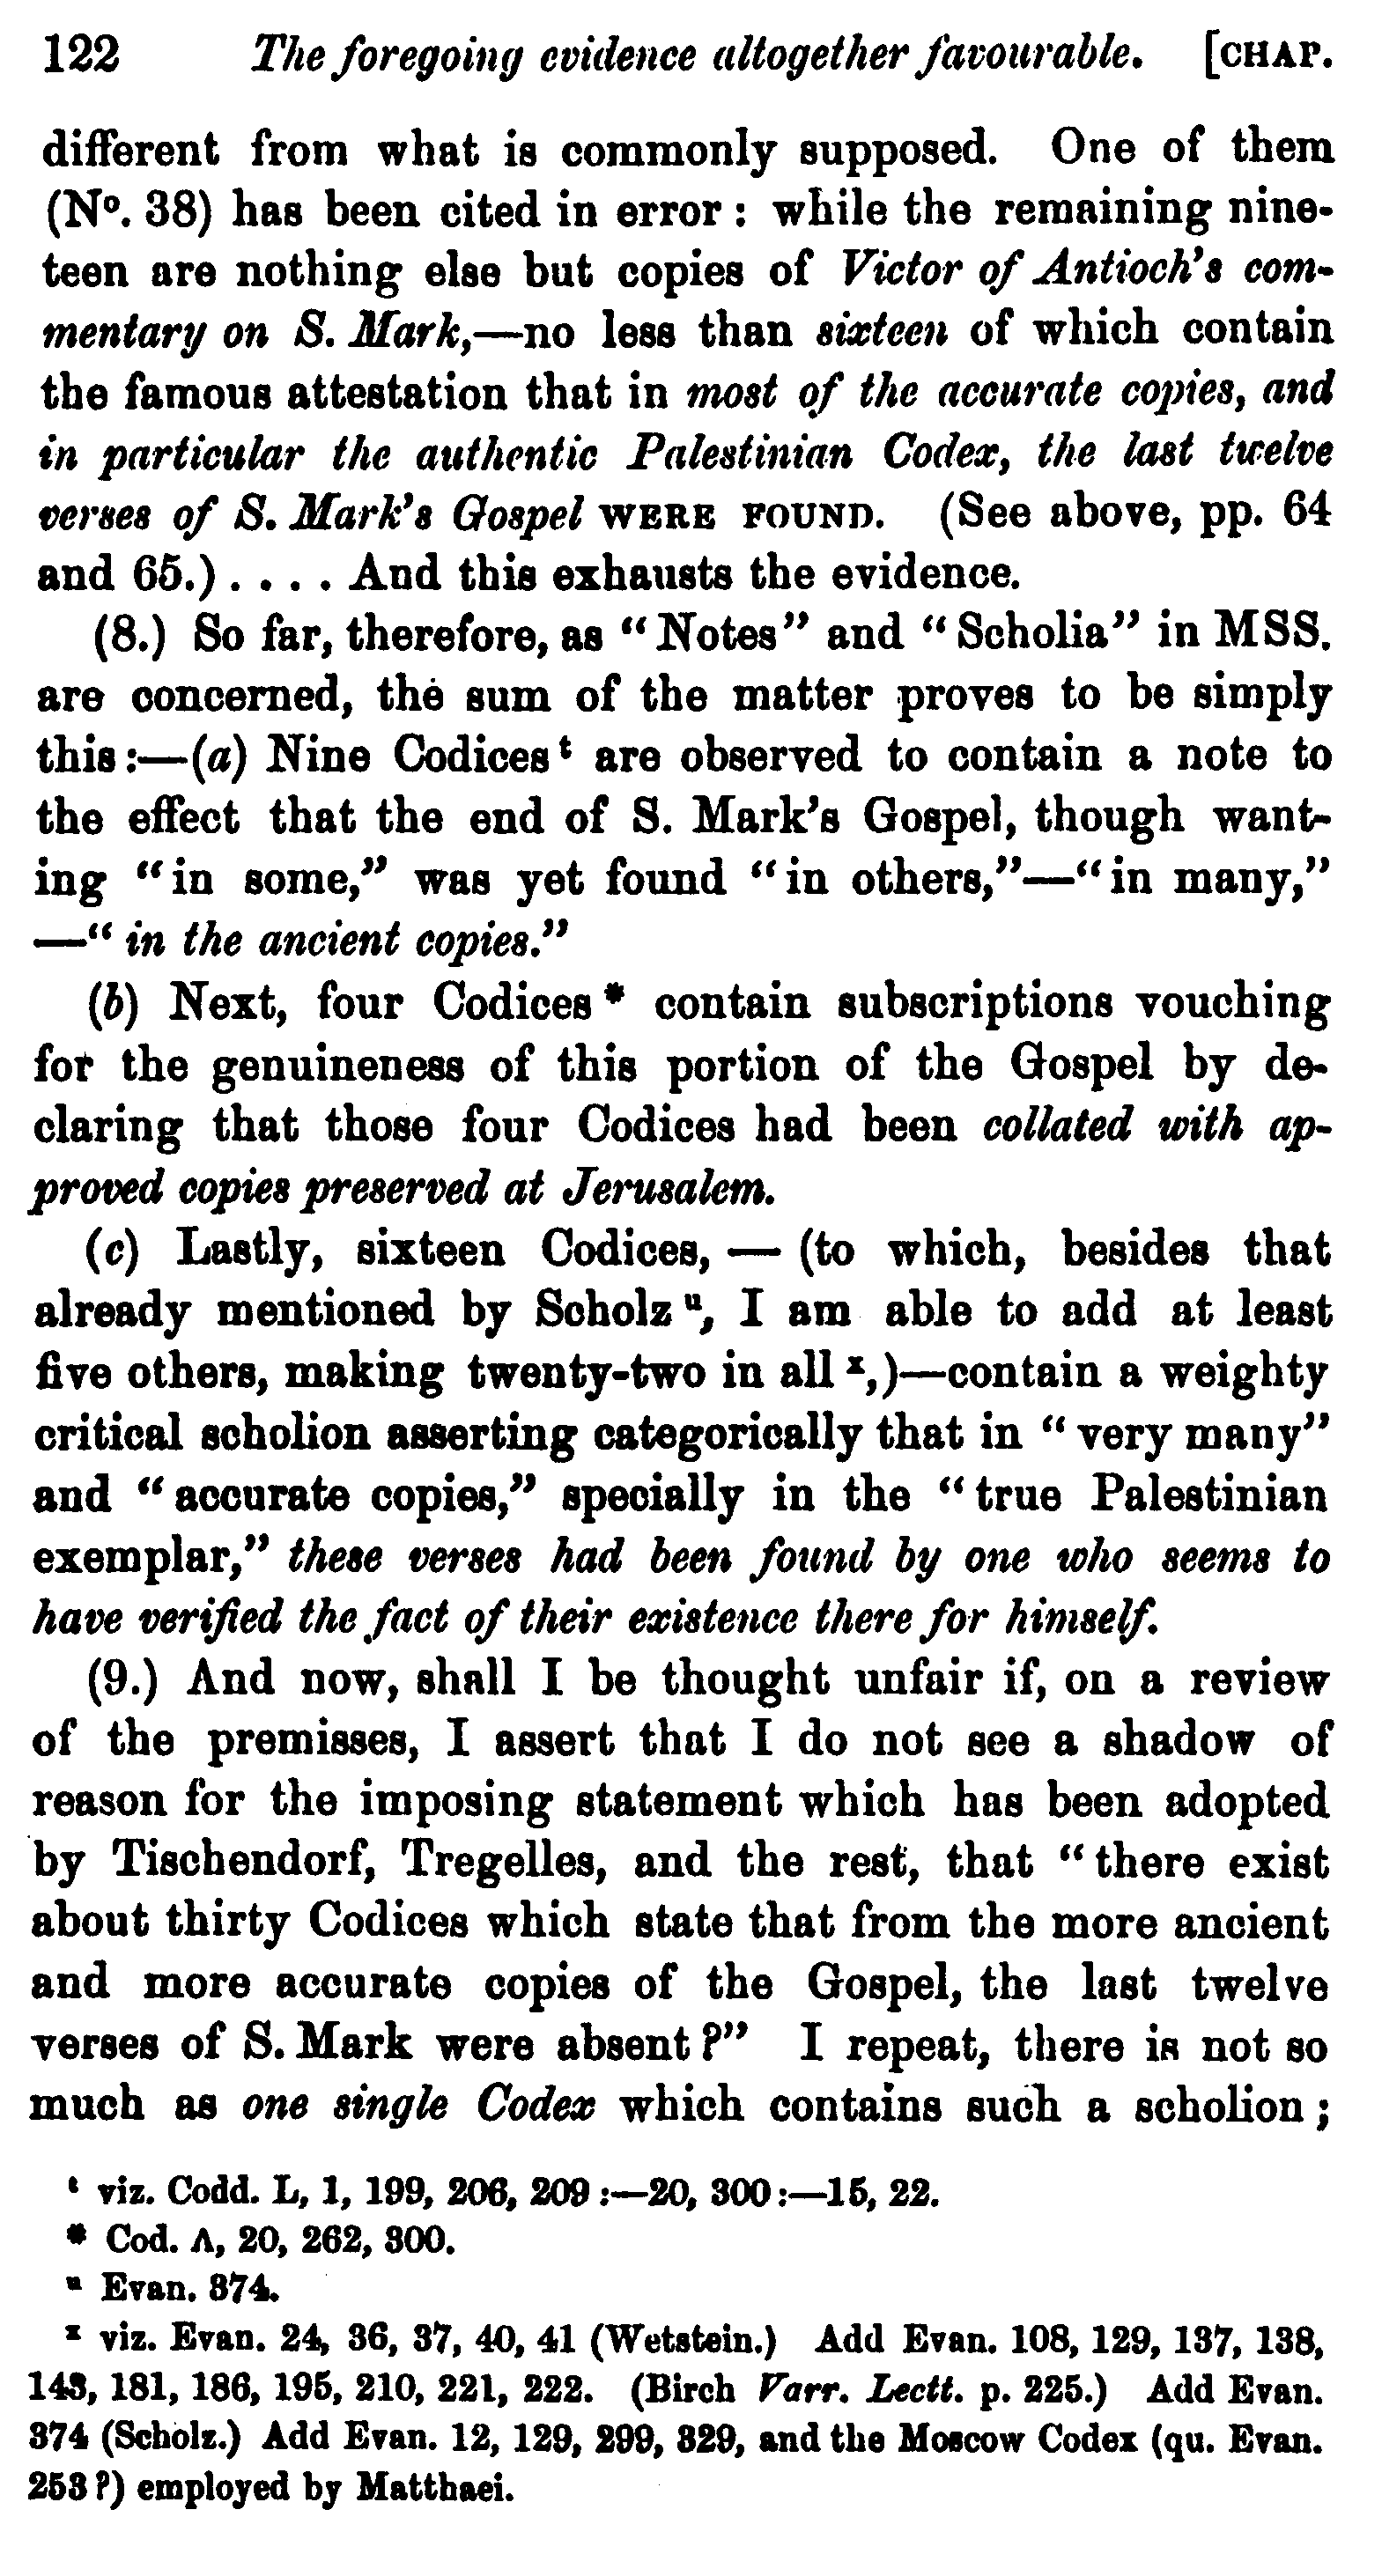 122 The foregoing evidence altogether favourable. [CHAP.
different from what is commonly supposed. One of them
(Nº. 38) has been cited in error : while the remaining nine-
teen are nothing else but copies of Victor of Antioch's com-
mentary on S. Mark,—no less than sixteen of which contain
the famous attestation that in most of the accurate copies, and
in particular the authentic Palestinian Codex, the last twelve
verses of S. Mark's Gospel WERE FOUND. (See above, pp. 64
and 65.) . . . . And this exhausts the evidence.
(8.) So far, therefore, as “Notes” and “Scholia” in MSS.
are concerned, the sum of the matter proves to be simply
this :—(a) Nine Codices ᵗ are observed to contain a note to
the effect that the end of S. Mark's Gospel, though want-
ing “in some,” was yet found “in others,”—“in many,”
—“in the ancient copies.”
(b) Next, four Codices * contain subscriptions vouching
for the genuineness of this portion of the Gospel by de-
claring that those four Codices had been collated with ap-
proved copies preserved at Jerusalem.
(c) Lastly, sixteen Codices, — (to which, besides that
already mentioned by Scholz ᵘ, I am able to add at least
five others, making twenty-two in all ˣ,)—contain a weighty
critical scholion asserting categorically that in “very many”
and “accurate copies,” specially in the “true Palestinian
exemplar,” these verses had been found by one who seems to
have verified the fact of their existence there for himself.
(9.) And now, shall I be thought unfair if, on a review
of the premisses, I assert that I do not see a shadow of
reason for the imposing statement which has been adopted
by Tischendorf, Tregelles, and the rest, that “there exist
about thirty Codices which state that from the more ancient
and more accurate copies of the Gospel, the last twelve
verses of S. Mark were absent ?” I repeat, there is not so
much as one single Codex which contains such a scholion ;
ᵗ viz. Codd. L, 1, 199, 206, 209 :—20, 300 :—15, 22.
* Cod. Λ, 20, 262, 300.
ᵘ Evan. 374.
ˣ viz. Evan. 24, 36, 37, 40, 41 (Wetstein.) Add Evan. 108, 129, 137, 138,
143, 181, 186, 195, 210, 221, 222. (Birch Varr. Lectt. p. 225.) Add Evan.
374 (Scholz.) Add Evan. 12, 129, 299, 329, and the Moscow Codex (qu. Evan.
253 ?) employed by Matthaei.